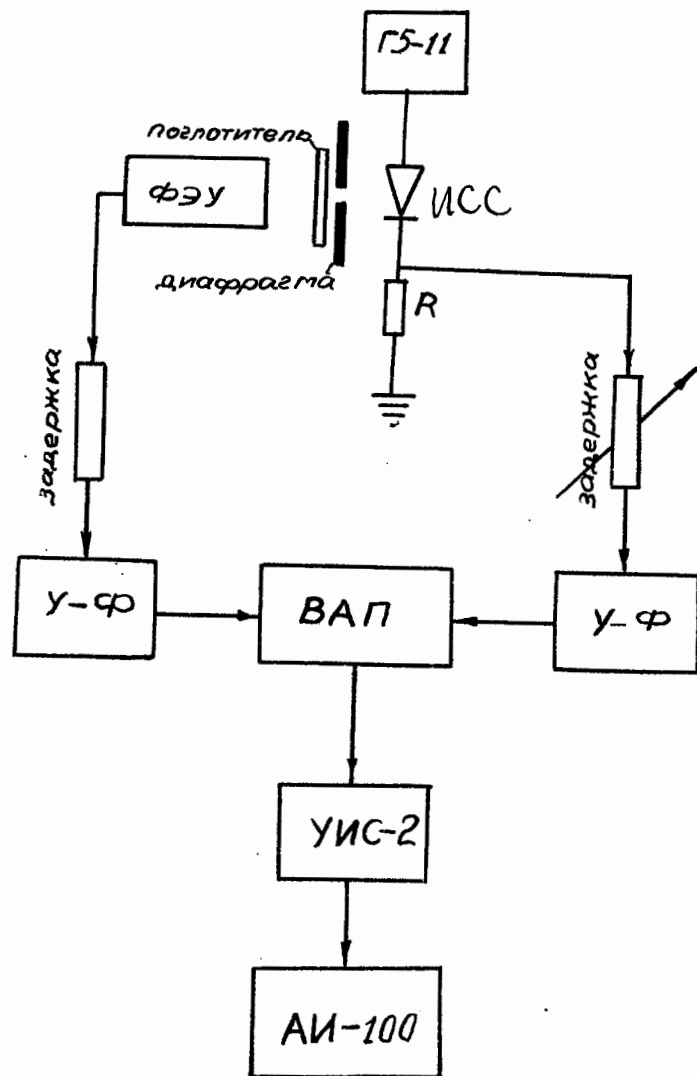 Г5-11
поглотитель
ФЭУ
ИСС
диафрагма
R
задержка
задержка
У-Ф
ВАП
У-Ф
УИС-2
АИ-100